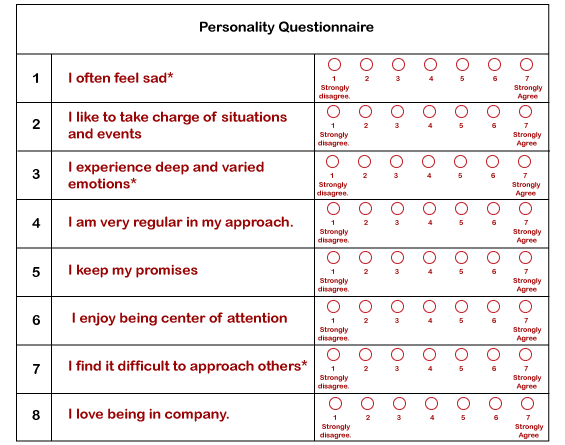 Personality Questionnaire
1 I often feel sad*
1 2 3 4 5 6 7
Strongly disagree. Strongly Agree
2 I like to take charge of situations
and events
1 2 3 4 5 6 7
Strongly disagree. Strongly Agree
3 I experience deep and varied
emotions*
1 2 3 4 5 6 7
Strongly disagree. Strongly Agree
4 I am very regular in my approach.
1 2 3 4 5 6 7
Strongly disagree. Strongly Agree
5 I keep my promises
1 2 3 4 5 6 7
Strongly disagree. Strongly Agree
6 I enjoy being center of attention
1 2 3 4 5 6 7
Strongly disagree. Strongly Agree
7 I find it difficult to approach others*
1 2 3 4 5 6 7
Strongly disagree. Strongly Agree
8 I love being in company.
1 2 3 4 5 6 7
Strongly disagree. Strongly Agree